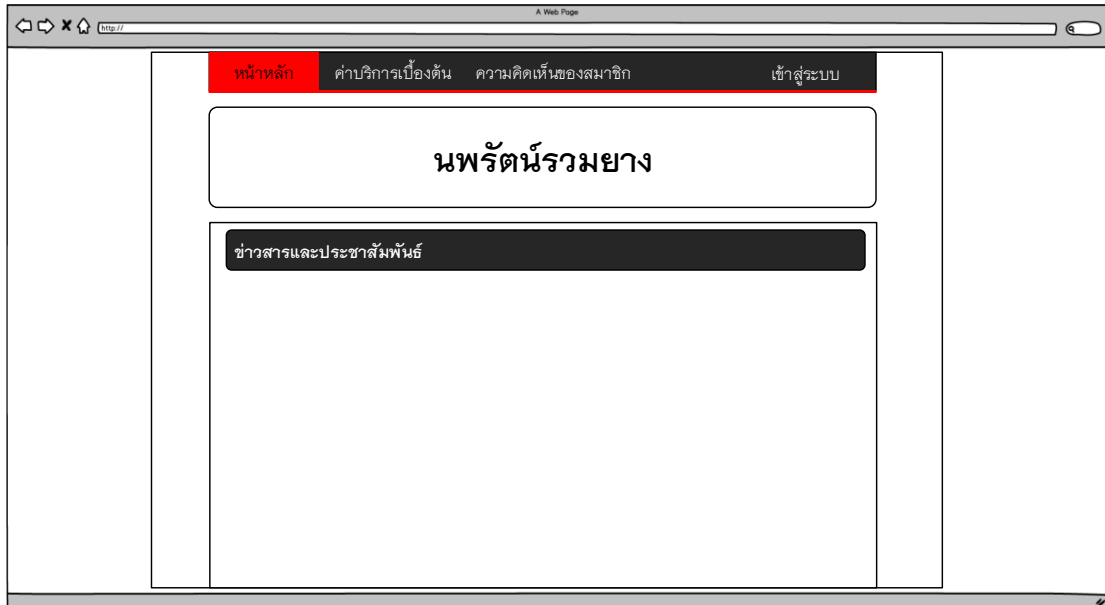 A Web Page
http://
หน้าหลัก ค่าบริการเบื้องต้น ความคิดเห็นของสมาชิก เข้าสู่ระบบ
นพรัตน์รวมยาง
ข่าวสารและประชาสัมพันธ์